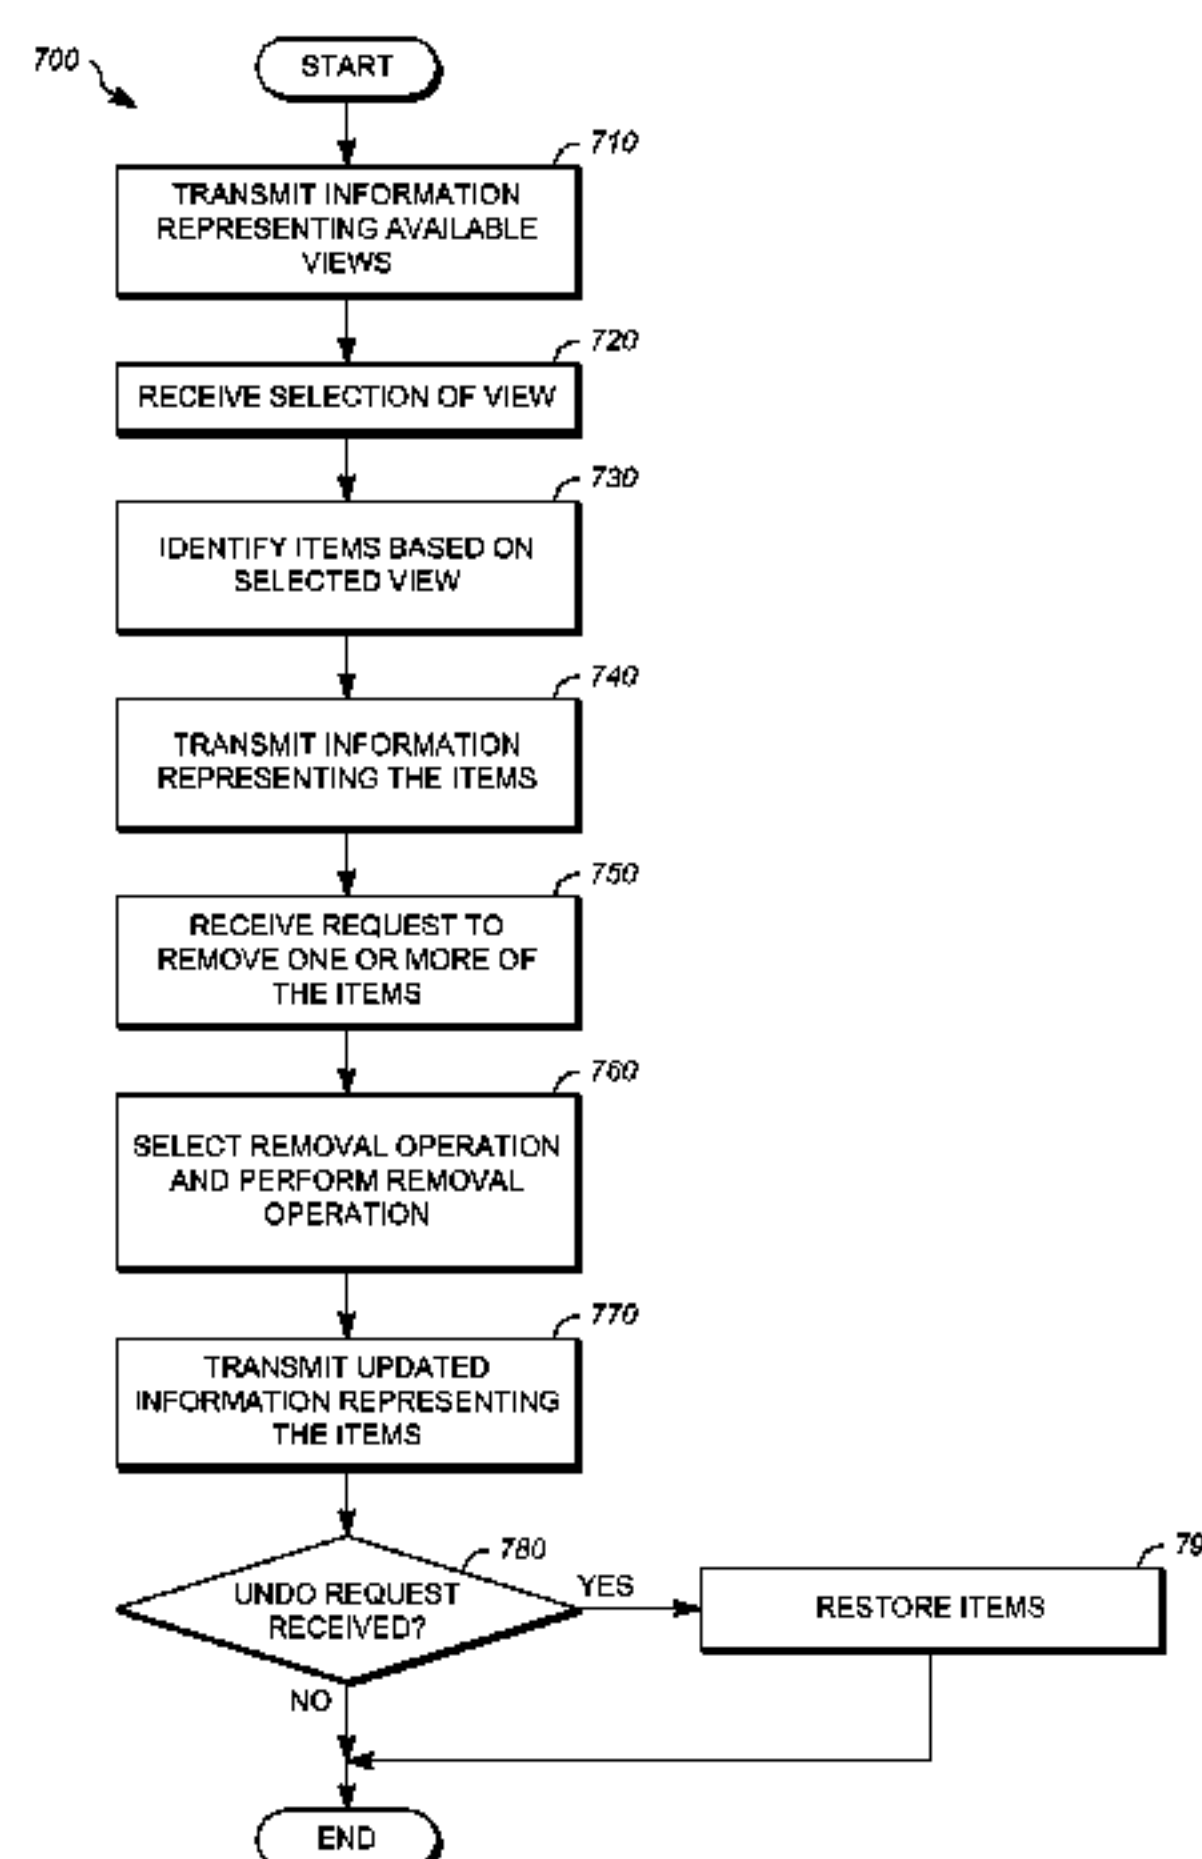 700
START
710
TRANSMIT INFORMATION
REPRESENTING AVAILABLE
VIEWS
720
RECEIVE SELECTION OF VIEW
730
IDENTIFY ITEMS BASED ON
SELECTED VIEW
740
TRANSMIT INFORMATION
REPRESENTING THE ITEMS
750
RECEIVE REQUEST TO
REMOVE ONE OR MORE OF
THE ITEMS
760
SELECT REMOVAL OPERATION
AND PERFORM REMOVAL
OPERATION
770
TRANSMIT UPDATED
INFORMATION REPRESENTING
THE ITEMS
780
UNDO REQUEST
RECEIVED?
YES
79
RESTORE ITEMS
NO
END